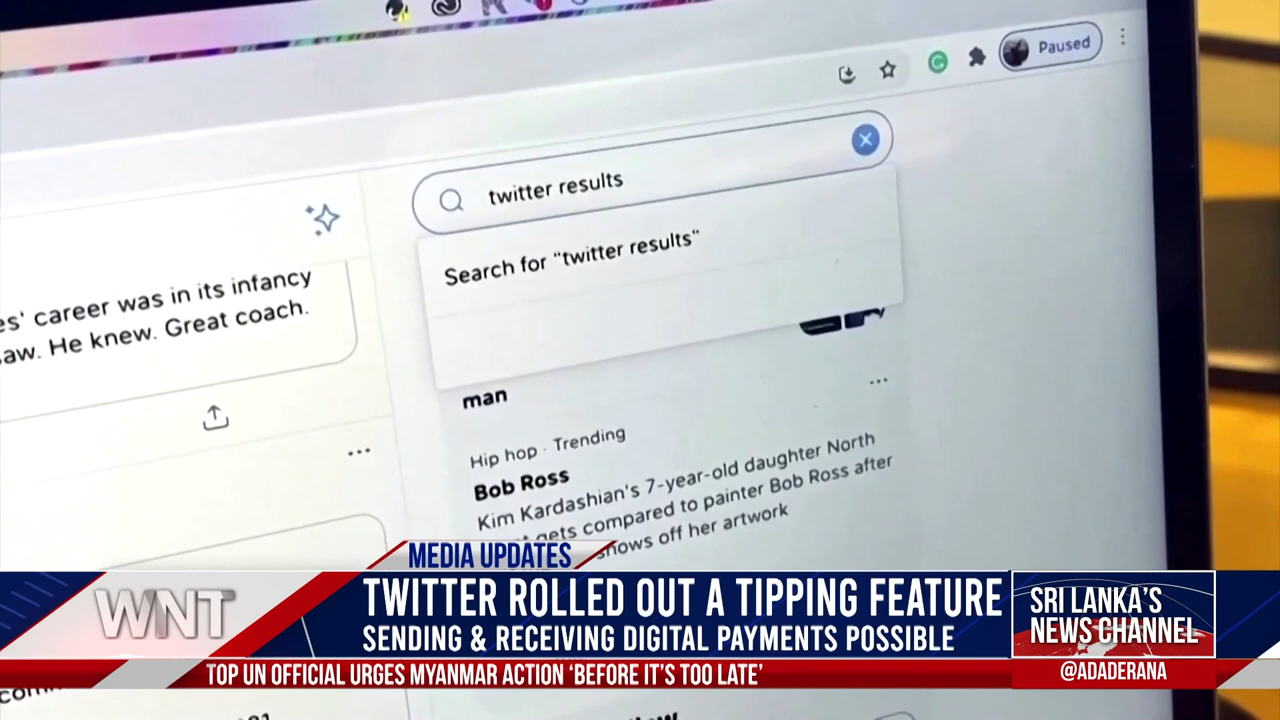 Paused
twitter results
Search for "twitter results"
es' career was in its infancy
aw. He knew. Great coach.
man
Hip hop · Trending
Bob Ross
Kim Kardashian's 7-year-old daughter North
gets compared to painter Bob Ross after
shows off her artwork
MEDIA UPDATES
WNT
TWITTER ROLLED OUT A TIPPING FEATURE
SENDING & RECEIVING DIGITAL PAYMENTS POSSIBLE
SRI LANKA'S
NEWS CHANNEL
TOP UN OFFICIAL URGES MYANMAR ACTION 'BEFORE IT'S TOO LATE'
@ADADERANA